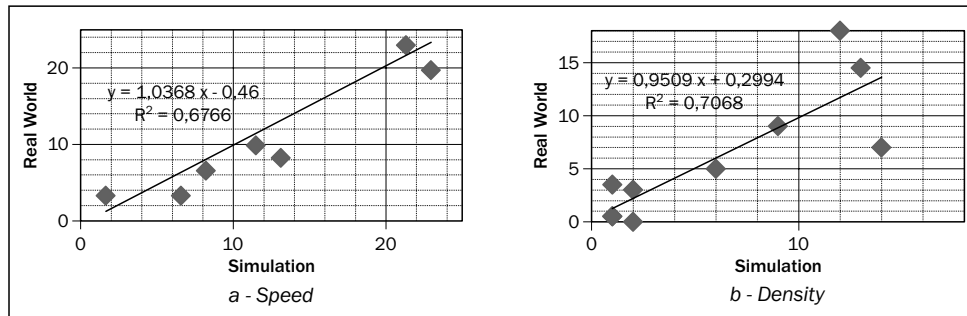 Real World
20
10
0
y = 1,0368 x - 0,46
R² = 0,6766
0
10
20
Simulation
a - Speed
Real World
15
10
5
0
y = 0,9509 x + 0,2994
R² = 0,7068
0
10
Simulation
b - Density